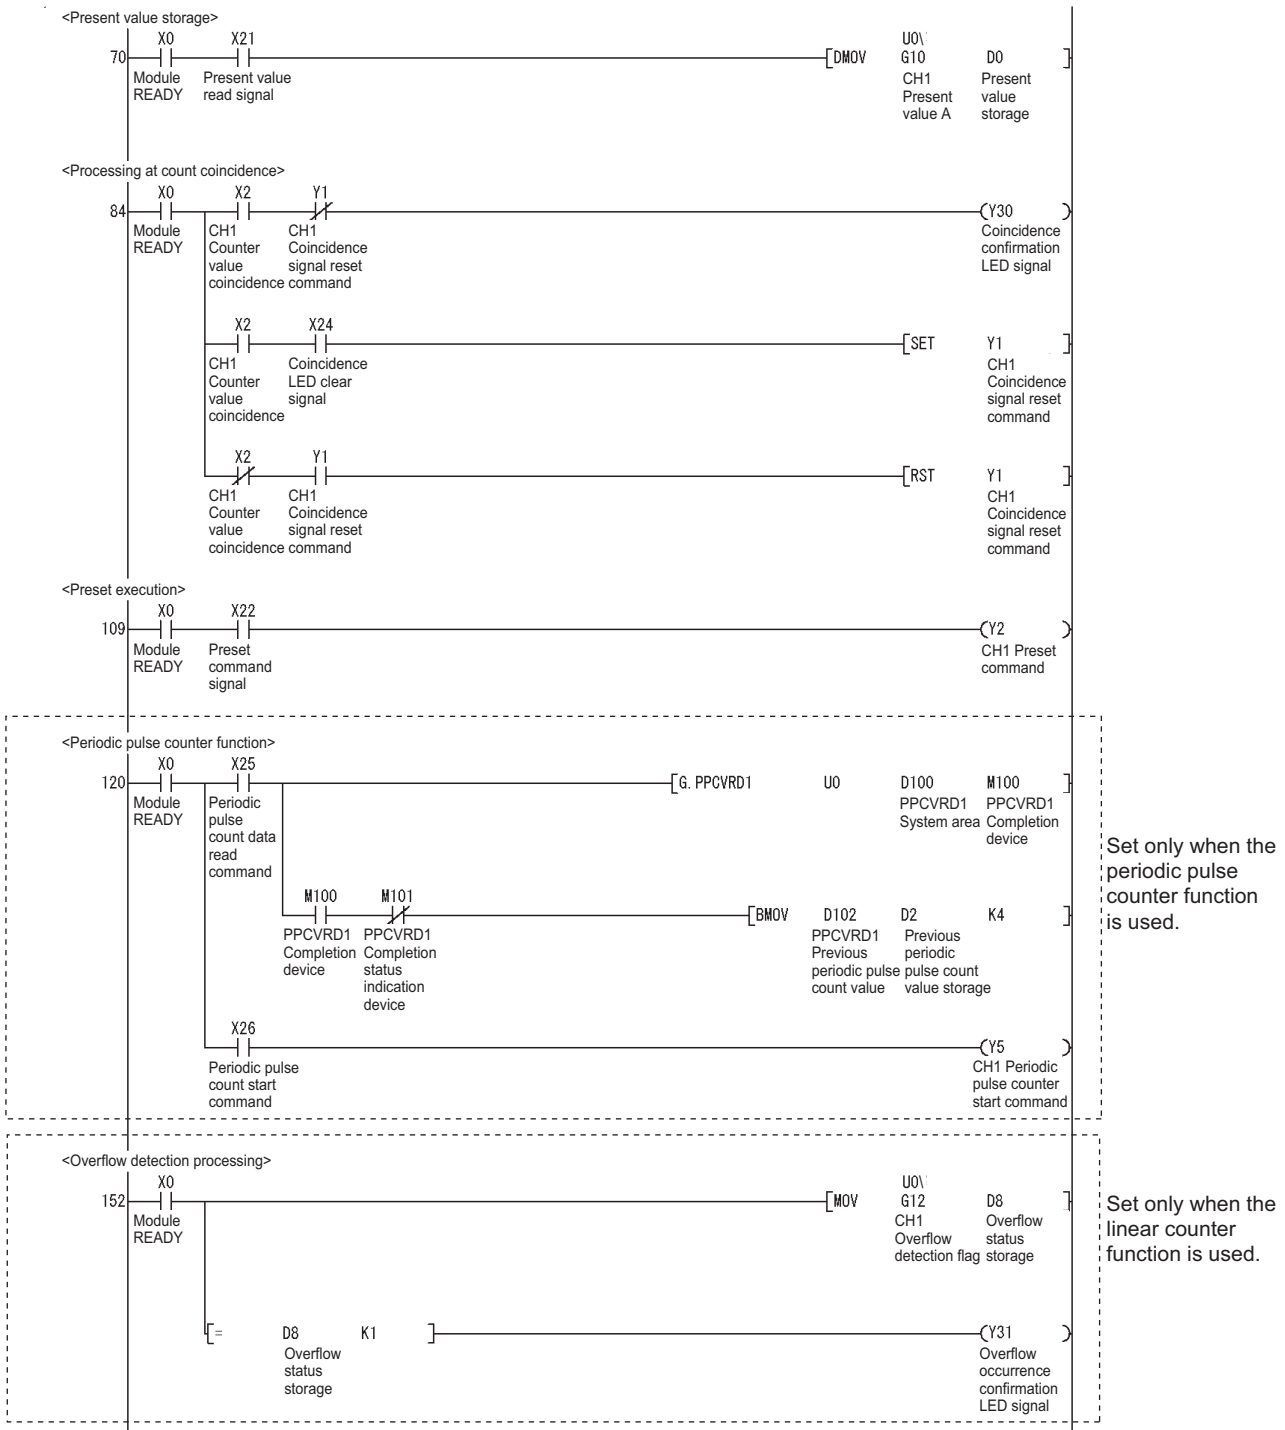 <Present value storage>
X0 X21 U0\
70 [DMOV G10 D0 ]
Module Present value CH1 Present
READY read signal Present value
value A storage
<Processing at count coincidence>
X0 X2 Y1
84 (Y30 )
Module CH1 CH1 Coincidence
READY Counter Coincidence confirmation
value signal reset LED signal
coincidence command
X2 X24
[SET Y1 ]
CH1 Coincidence CH1
Counter LED clear Coincidence
value signal signal reset
coincidence command
X2 Y1
[RST Y1 ]
CH1 CH1 CH1
Counter Coincidence Coincidence
value signal reset signal reset
coincidence command command
<Preset execution>
X0 X22
109 (Y2 )
Module Preset CH1 Preset
READY command command
signal
<Periodic pulse counter function>
X0 X25
120 [G.PPCVRD1 U0 D100 M100 ]
Module Periodic PPCVRD1 PPCVRD1
READY pulse System area Completion
count data device
read
command
Set only when the
periodic pulse
counter function
is used.
M100 M101
[BMOV D102 D2 K4 ]
PPCVRD1 PPCVRD1 PPCVRD1 Previous
Completion Completion Previous periodic
device status periodic pulse pulse count
indication count value value storage
device
X26
(Y5 )
Periodic pulse CH1 Periodic
count start pulse counter
command start command
<Overflow detection processing>
X0 U0\
152 [MOV G12 D8 ]
Module CH1 Overflow
READY Overflow status
detection flag storage
Set only when the
linear counter
function is used.
[= D8 K1 ] (Y31 )
Overflow Overflow
status occurrence
storage confirmation
LED signal